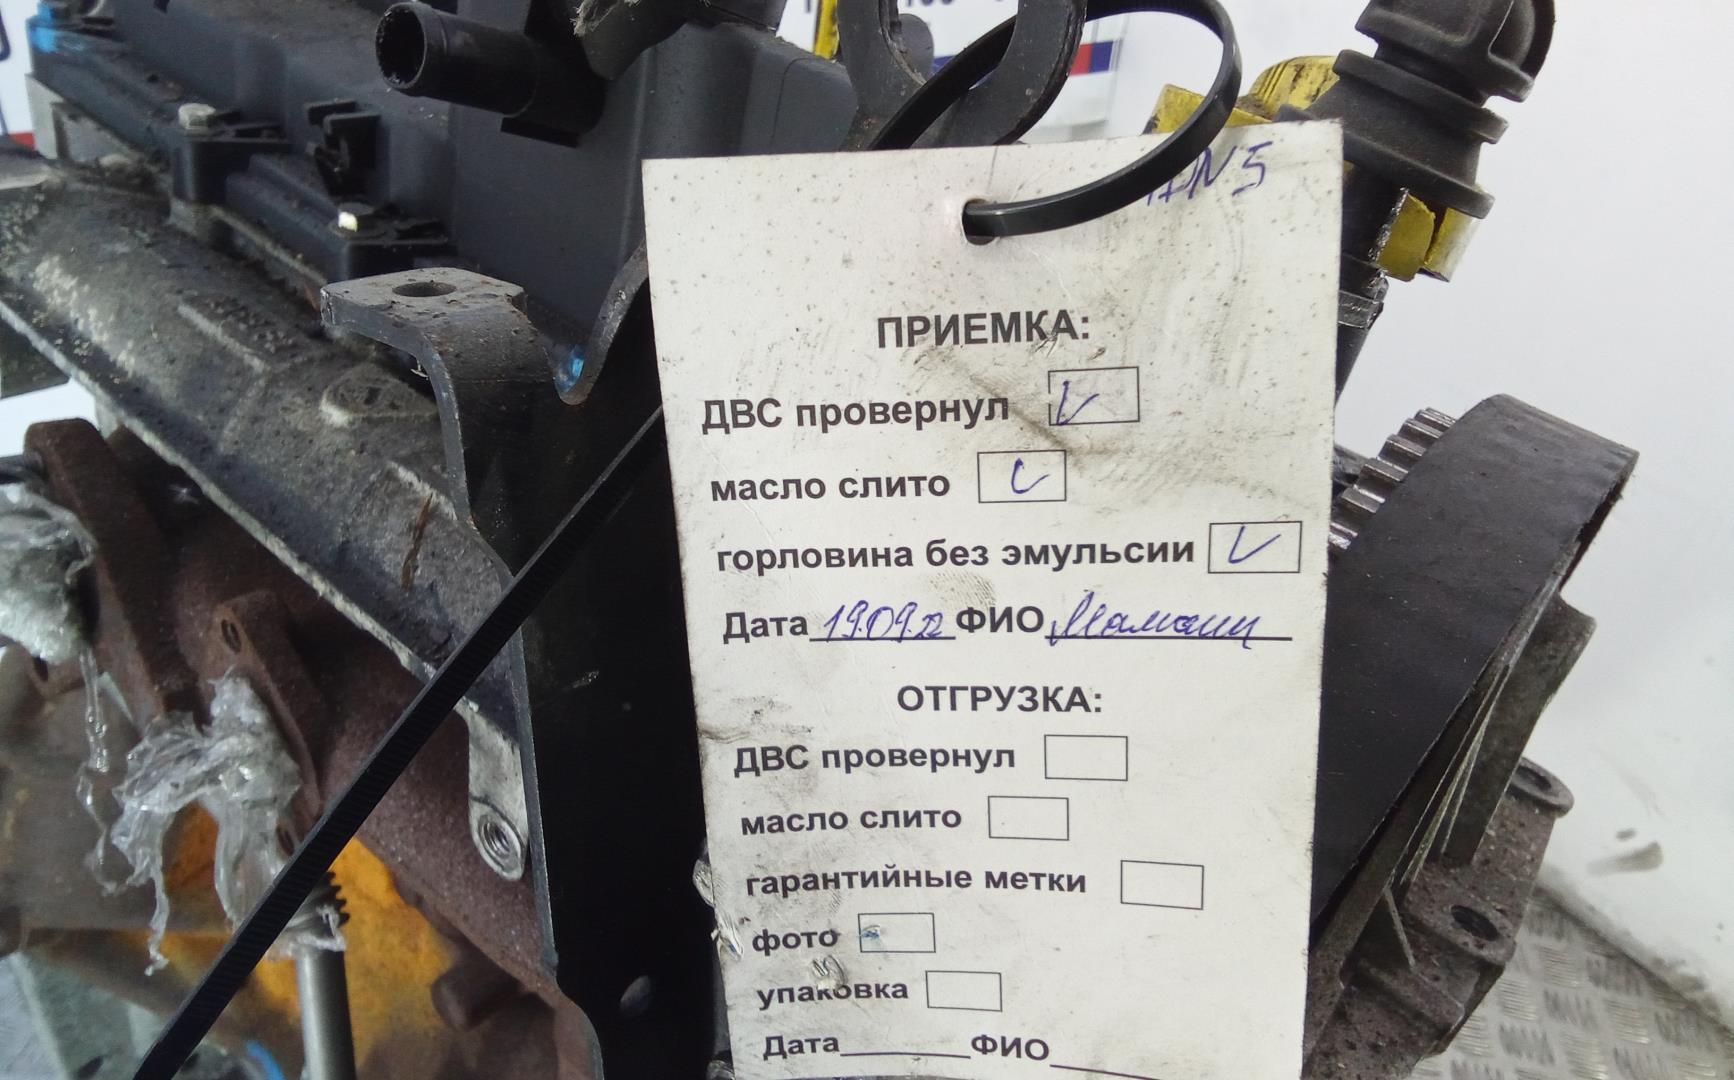 ПРИЕМКА:
ДВС провернул
масло слито
горловина без эмульсии
Дата 19.09.22 ФИО
ОТГРУЗКА:
ДВС провернул
масло слито
гарантийные метки
фото
упаковка
Дата ФИО